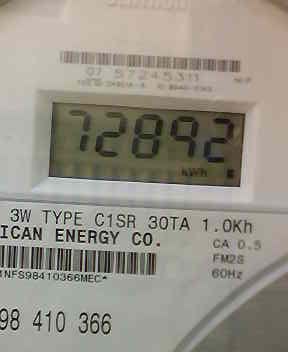 07 57245311
72892
kWh
3W TYPE C1SR 30TA 1.0Kh
ICAN ENERGY CO.
CA 0.5
FM2S
60Hz
1NFS98410366MEC*
98 410 366